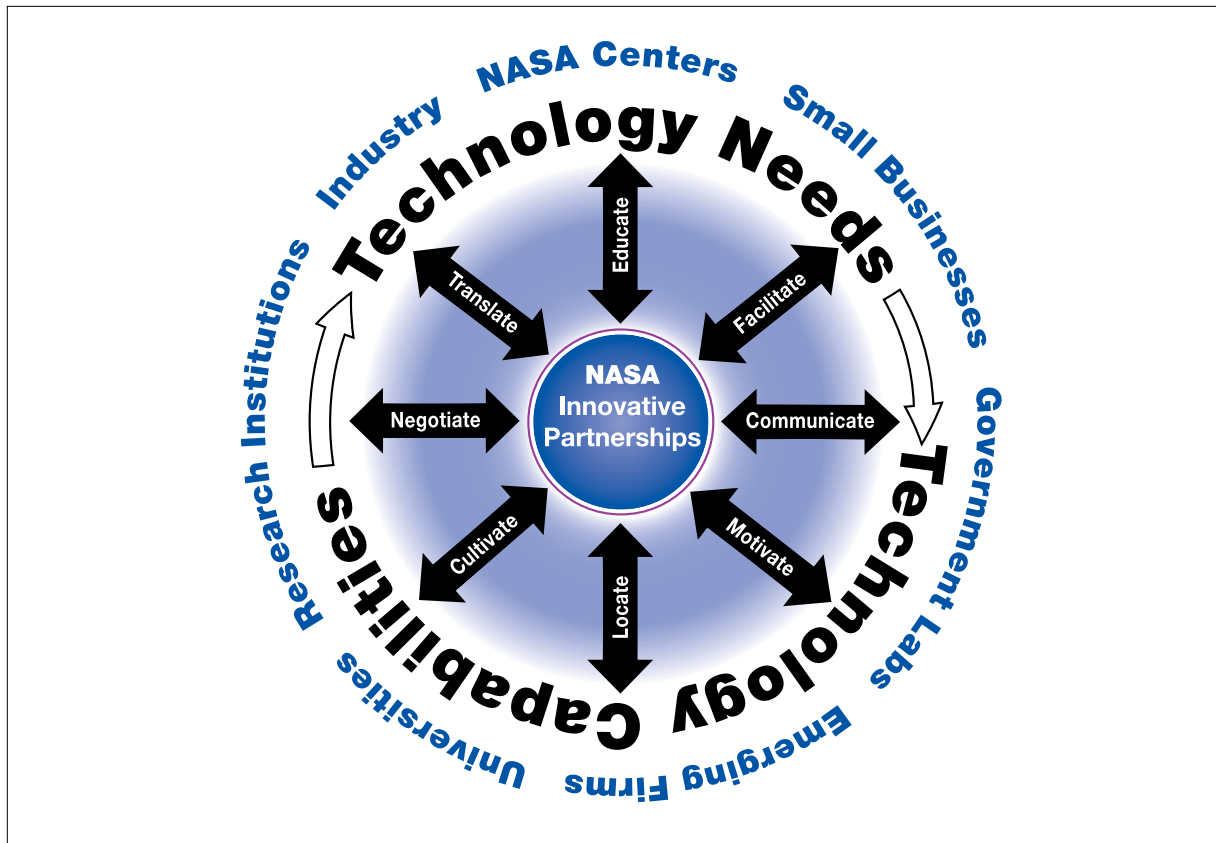 NASA Centers
Small Businesses
Government Labs
Emerging Firms
Universities
Research Institutions
Industry
Technology Needs
Technology Capabilities
Educate
Facilitate
Communicate
Motivate
Locate
Cultivate
Negotiate
Translate
NASA
Innovative
Partnerships